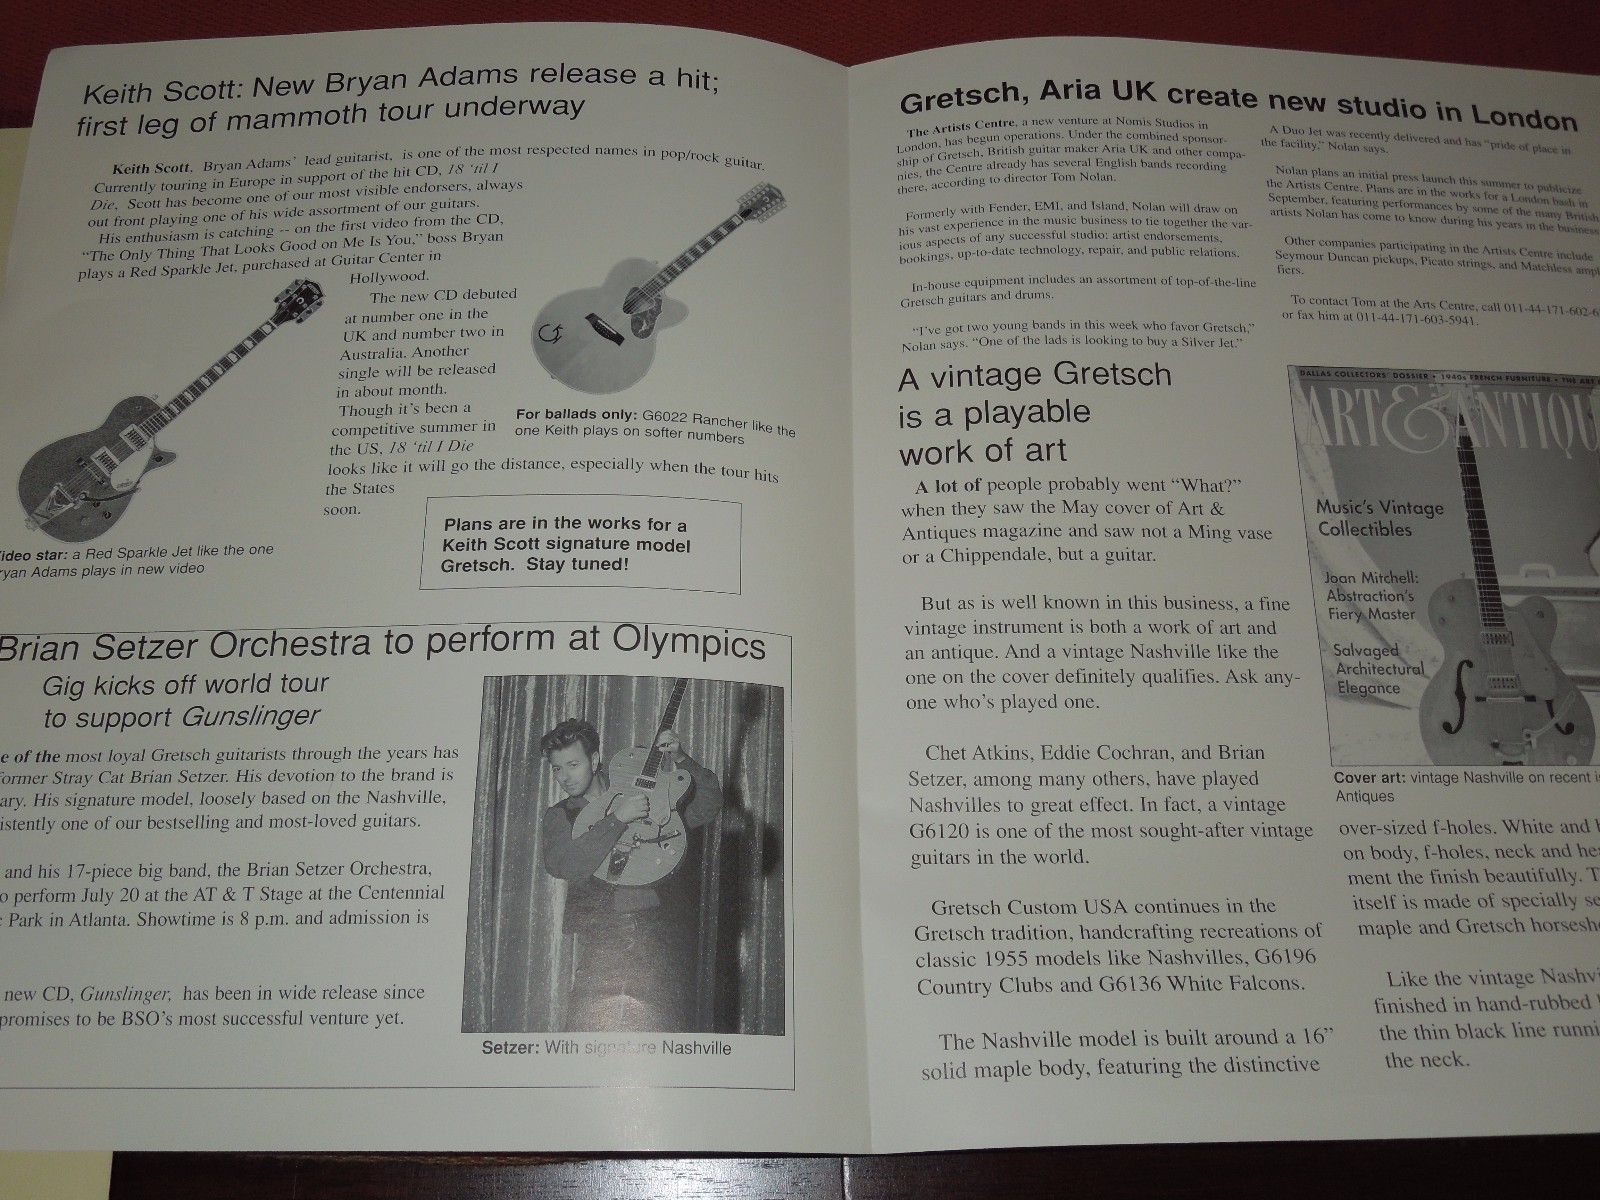 Keith Scott: New Bryan Adams release a hit;
first leg of mammoth tour underway
Keith Scott, Bryan Adams' lead guitarist, is one of the most respected names in pop/rock guitar.
Currently touring in Europe in support of the hit CD, 18 'til I
Die, Scott has become one of our most visible endorsers, always
out front playing one of his wide assortment of our guitars.
His enthusiasm is catching -- on the first video from the CD,
"The Only Thing That Looks Good on Me Is You," boss Bryan
plays a Red Sparkle Jet, purchased at Guitar Center in
Hollywood.
The new CD debuted
at number one in the
UK and number two in
Australia. Another
single will be released
in about month.
Though it's been a
competitive summer in
the US, 18 'til I Die
looks like it will go the distance, especially when the tour hits
the States
soon.
For ballads only: G6022 Rancher like the
one Keith plays on softer numbers
ideo star: a Red Sparkle Jet like the one
ryan Adams plays in new video
Plans are in the works for a
Keith Scott signature model
Gretsch. Stay tuned!
Brian Setzer Orchestra to perform at Olympics
Gig kicks off world tour
to support Gunslinger
e of the most loyal Gretsch guitarists through the years has
ormer Stray Cat Brian Setzer. His devotion to the brand is
ary. His signature model, loosely based on the Nashville,
istently one of our bestselling and most-loved guitars.
and his 17-piece big band, the Brian Setzer Orchestra,
o perform July 20 at the AT & T Stage at the Centennial
Park in Atlanta. Showtime is 8 p.m. and admission is
new CD, Gunslinger, has been in wide release since
promises to be BSO's most successful venture yet.
Setzer: With signature Nashville
Gretsch, Aria UK create new studio in London
The Artists Centre, a new venture at Nomis Studios in
London, has begun operations. Under the combined sponsor-
ship of Gretsch, British guitar maker Aria UK and other compa-
nies, the Centre already has several English bands recording
there, according to director Tom Nolan.
Formerly with Fender, EMI, and Island, Nolan will draw on
his vast experience in the music business to tie together the var-
ious aspects of any successful studio: artist endorsements,
bookings, up-to-date technology, repair, and public relations.
In-house equipment includes an assortment of top-of-the-line
Gretsch guitars and drums.
"I've got two young bands in this week who favor Gretsch,"
Nolan says. "One of the lads is looking to buy a Silver Jet."
A Duo Jet was recently delivered and has "pride of place in
the facility," Nolan says.
Nolan plans an initial press launch this summer to publicize
the Artists Centre. Plans are in the works for a London bash in
September, featuring performances by some of the many British
artists Nolan has come to know during his years in the business
Other companies participating in the Artists Centre include
Seymour Duncan pickups, Picato strings, and Matchless ampl
fiers.
To contact Tom at the Arts Centre, call 011-44-171-602-6
or fax him at 011-44-171-603-5941.
A vintage Gretsch
is a playable
work of art
A lot of people probably went "What?"
when they saw the May cover of Art &
Antiques magazine and saw not a Ming vase
or a Chippendale, but a guitar.
But as is well known in this business, a fine
vintage instrument is both a work of art and
an antique. And a vintage Nashville like the
one on the cover definitely qualifies. Ask any-
one who's played one.
Chet Atkins, Eddie Cochran, and Brian
Setzer, among many others, have played
Nashvilles to great effect. In fact, a vintage
G6120 is one of the most sought-after vintage
guitars in the world.
Gretsch Custom USA continues in the
Gretsch tradition, handcrafting recreations of
classic 1955 models like Nashvilles, G6196
Country Clubs and G6136 White Falcons.
The Nashville model is built around a 16"
solid maple body, featuring the distinctive
DALLAS COLLECTORS' DOSSIER • 1940s FRENCH FURNITURE • THE ART
ART & ANTIQU
Music's Vintage
Collectibles
Joan Mitchell:
Abstraction's
Fiery Master
Salvaged
Architectural
Elegance
Cover art: vintage Nashville on recent i
Antiques
over-sized f-holes. White and b
on body, f-holes, neck and he
ment the finish beautifully. T
itself is made of specially se
maple and Gretsch horsesh
Like the vintage Nashvi
finished in hand-rubbed
the thin black line runni
the neck.